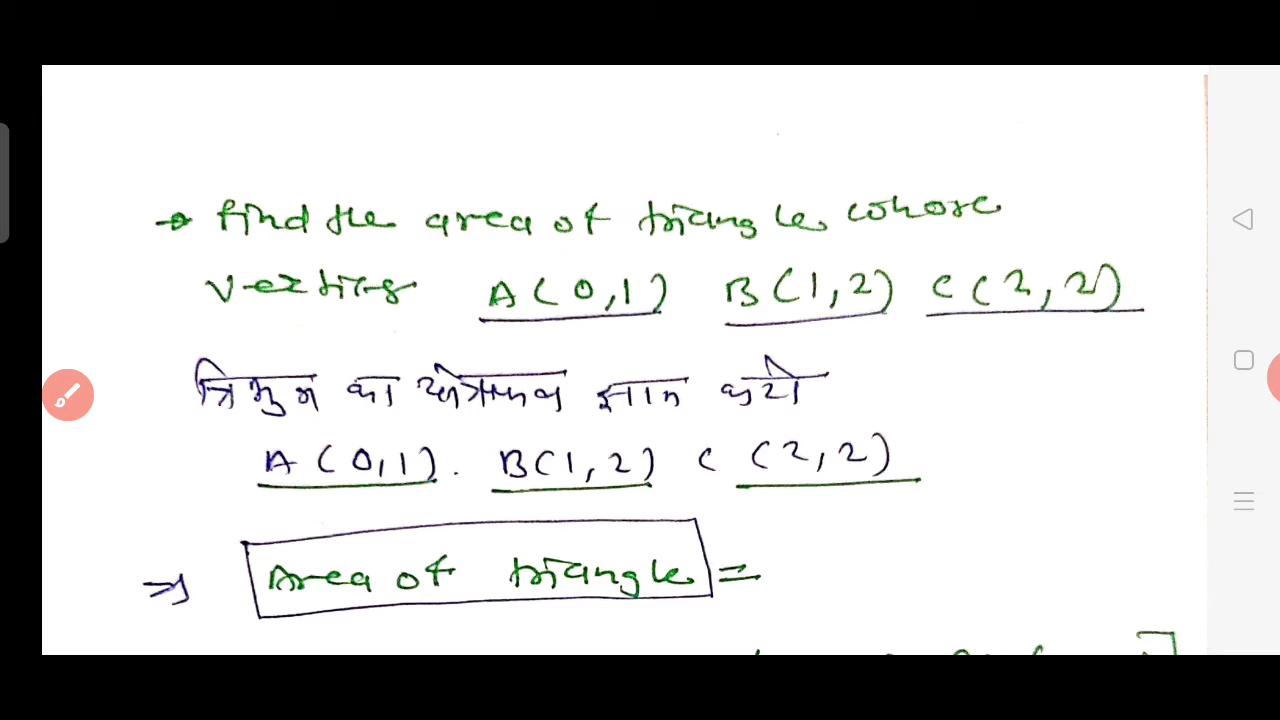 → find the area of triangle whose
vertices A(0,1) B(1,2) C(2,2)
त्रिभुज का क्षेत्रफल ज्ञात करो
A(0,1). B(1,2) C (2,2)
⇒ Area of triangle =